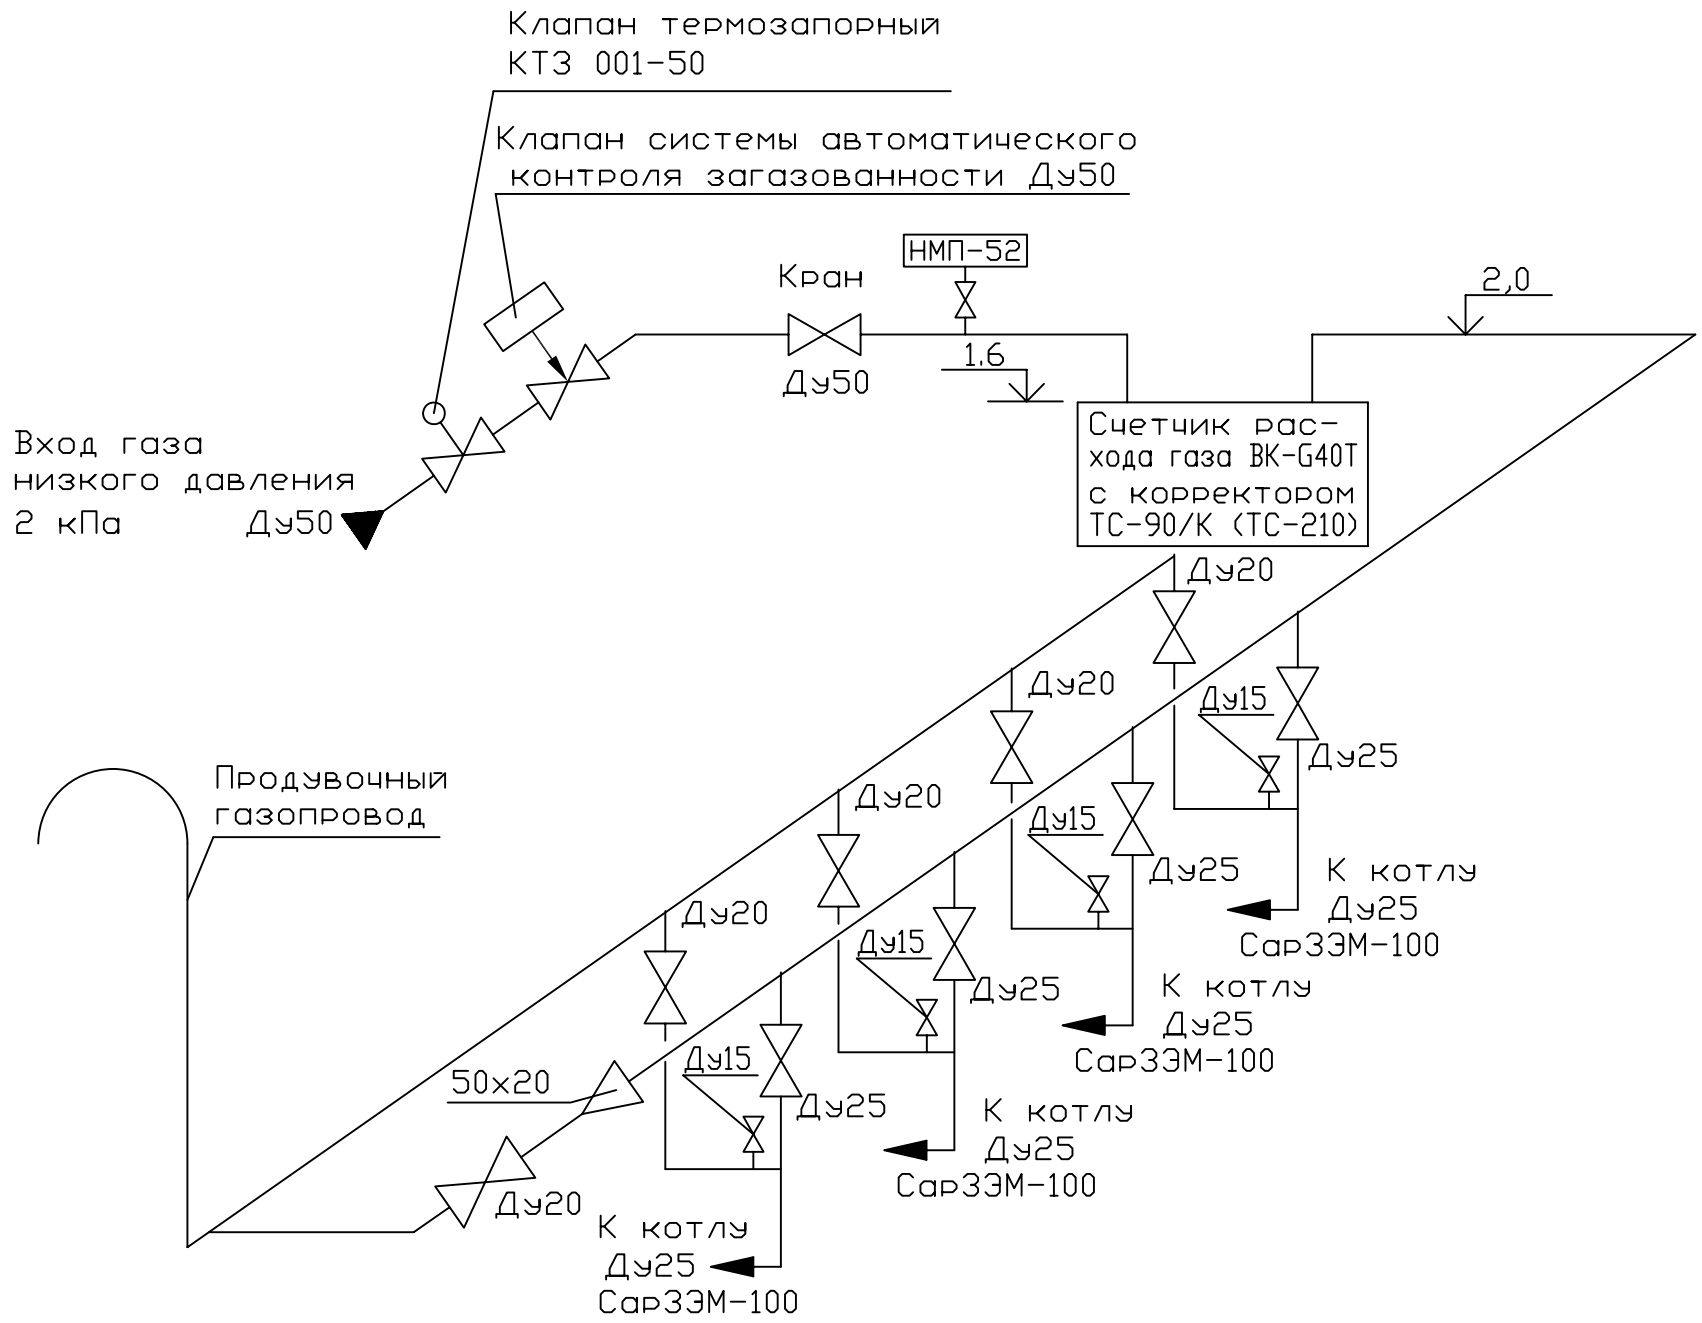 Клапан термозапорный
КТЗ 001-50
Клапан системы автоматического
контроля загазованности Ду50
НМП-52
Кран
2,0
1.6
Ду50
Счетчик рас-
хода газа ВК-G40Т
с корректором
ТС-90/К (ТС-210)
Вход газа
низкого давления
2 кПа Ду50
Ду20
Ду20
Ду15
Ду25
Продувочный
газопровод
Ду20
Ду15
Ду25
К котлу
Ду25
СарЗЭМ-100
Ду20
Ду15
Ду25
К котлу
Ду25
СарЗЭМ-100
50х20
Ду15
Ду25
К котлу
Ду25
СарЗЭМ-100
Ду20
К котлу
Ду25
СарЗЭМ-100